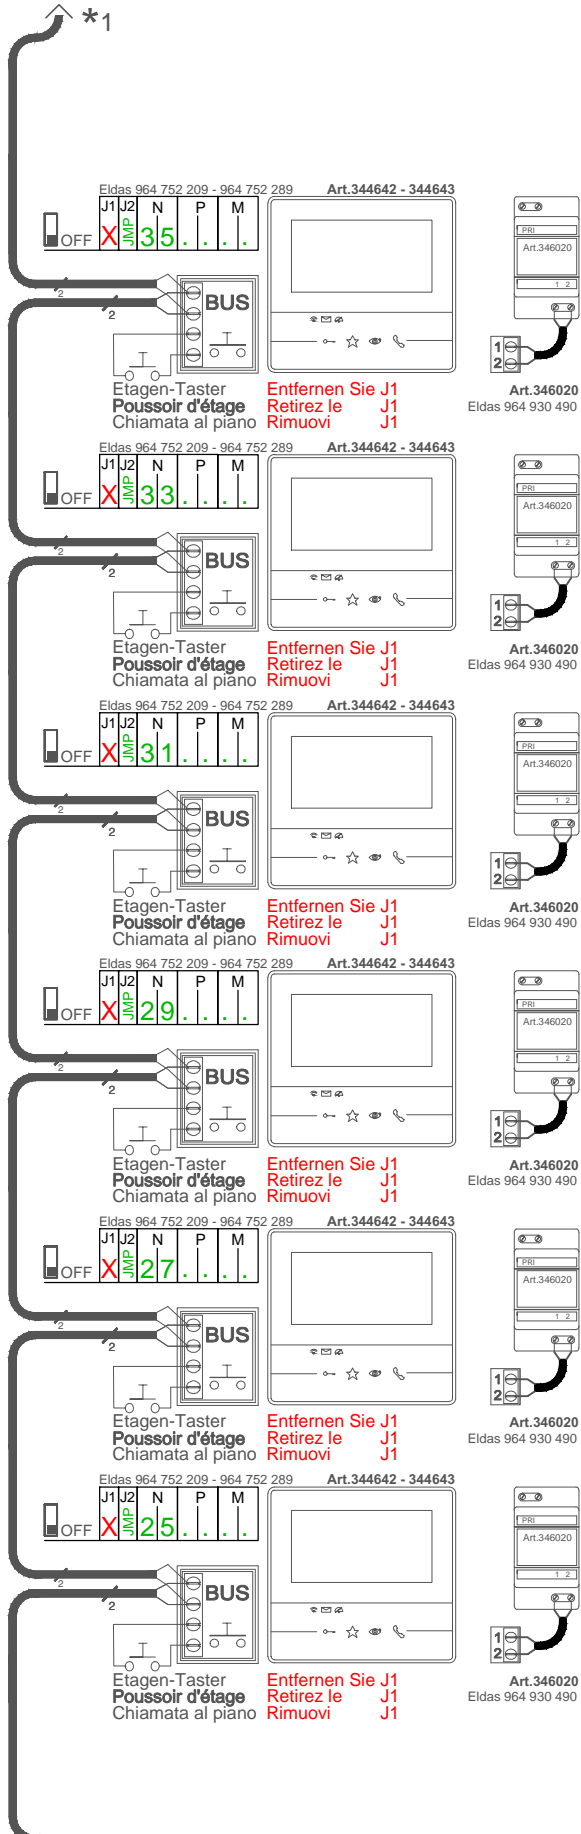 *1
Eldas 964 752 209 - 964 752 289 Art.344642 - 344643
J1 J2 N P M
OFF X JMP 35. . . .
PRI
Art.346020
1 2
2
BUS
2
1
2
Etagen-Taster Entfernen Sie J1 Art.346020
Poussoir d'étage Retirez le J1 Eldas 964 930 490
Chiamata al piano Rimuovi J1
Eldas 964 752 209 - 964 752 289 Art.344642 - 344643
J1 J2 N P M
OFF X JMP 33. . . .
PRI
Art.346020
1 2
2
BUS
2
1
2
Etagen-Taster Entfernen Sie J1 Art.346020
Poussoir d'étage Retirez le J1 Eldas 964 930 490
Chiamata al piano Rimuovi J1
Eldas 964 752 209 - 964 752 289 Art.344642 - 344643
J1 J2 N P M
OFF X JMP 31. . . .
PRI
Art.346020
1 2
2
BUS
2
1
2
Etagen-Taster Entfernen Sie J1 Art.346020
Poussoir d'étage Retirez le J1 Eldas 964 930 490
Chiamata al piano Rimuovi J1
Eldas 964 752 209 - 964 752 289 Art.344642 - 344643
J1 J2 N P M
OFF X JMP 29. . . .
PRI
Art.346020
1 2
2
BUS
2
1
2
Etagen-Taster Entfernen Sie J1 Art.346020
Poussoir d'étage Retirez le J1 Eldas 964 930 490
Chiamata al piano Rimuovi J1
Eldas 964 752 209 - 964 752 289 Art.344642 - 344643
J1 J2 N P M
OFF X JMP 27. . . .
PRI
Art.346020
1 2
2
BUS
2
1
2
Etagen-Taster Entfernen Sie J1 Art.346020
Poussoir d'étage Retirez le J1 Eldas 964 930 490
Chiamata al piano Rimuovi J1
Eldas 964 752 209 - 964 752 289 Art.344642 - 344643
J1 J2 N P M
OFF X JMP 25. . . .
PRI
Art.346020
1 2
2
BUS
2
1
2
Etagen-Taster Entfernen Sie J1 Art.346020
Poussoir d'étage Retirez le J1 Eldas 964 930 490
Chiamata al piano Rimuovi J1